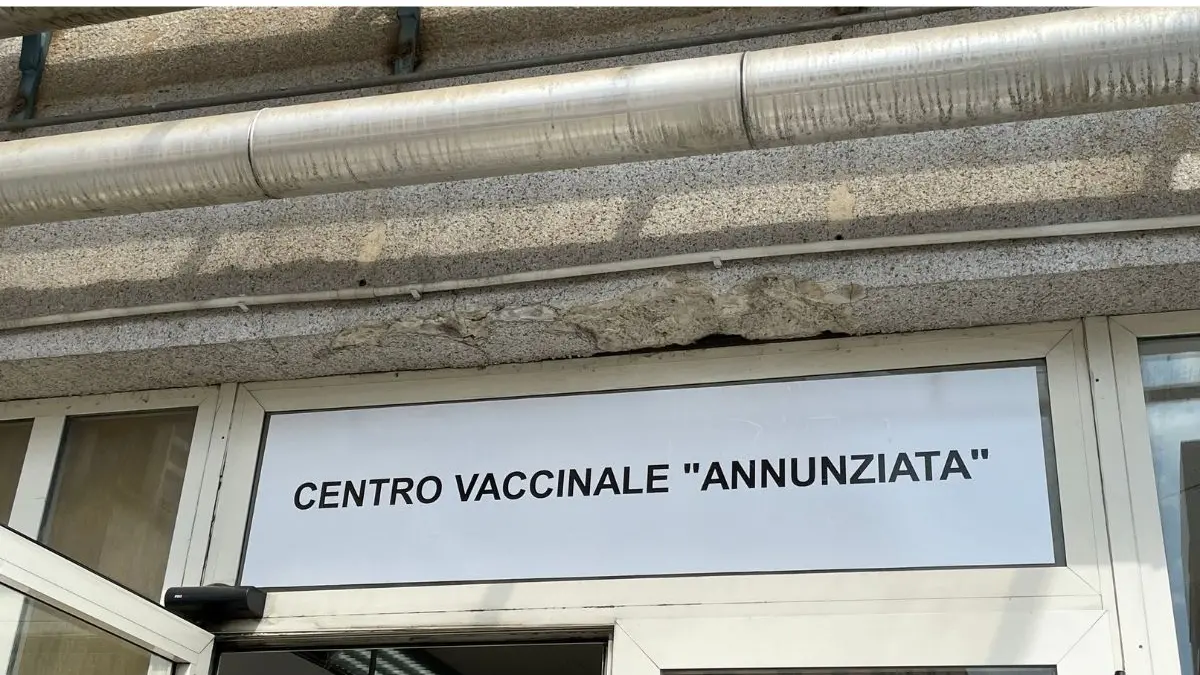 CENTRO VACCINALE "ANNUNZIATA"